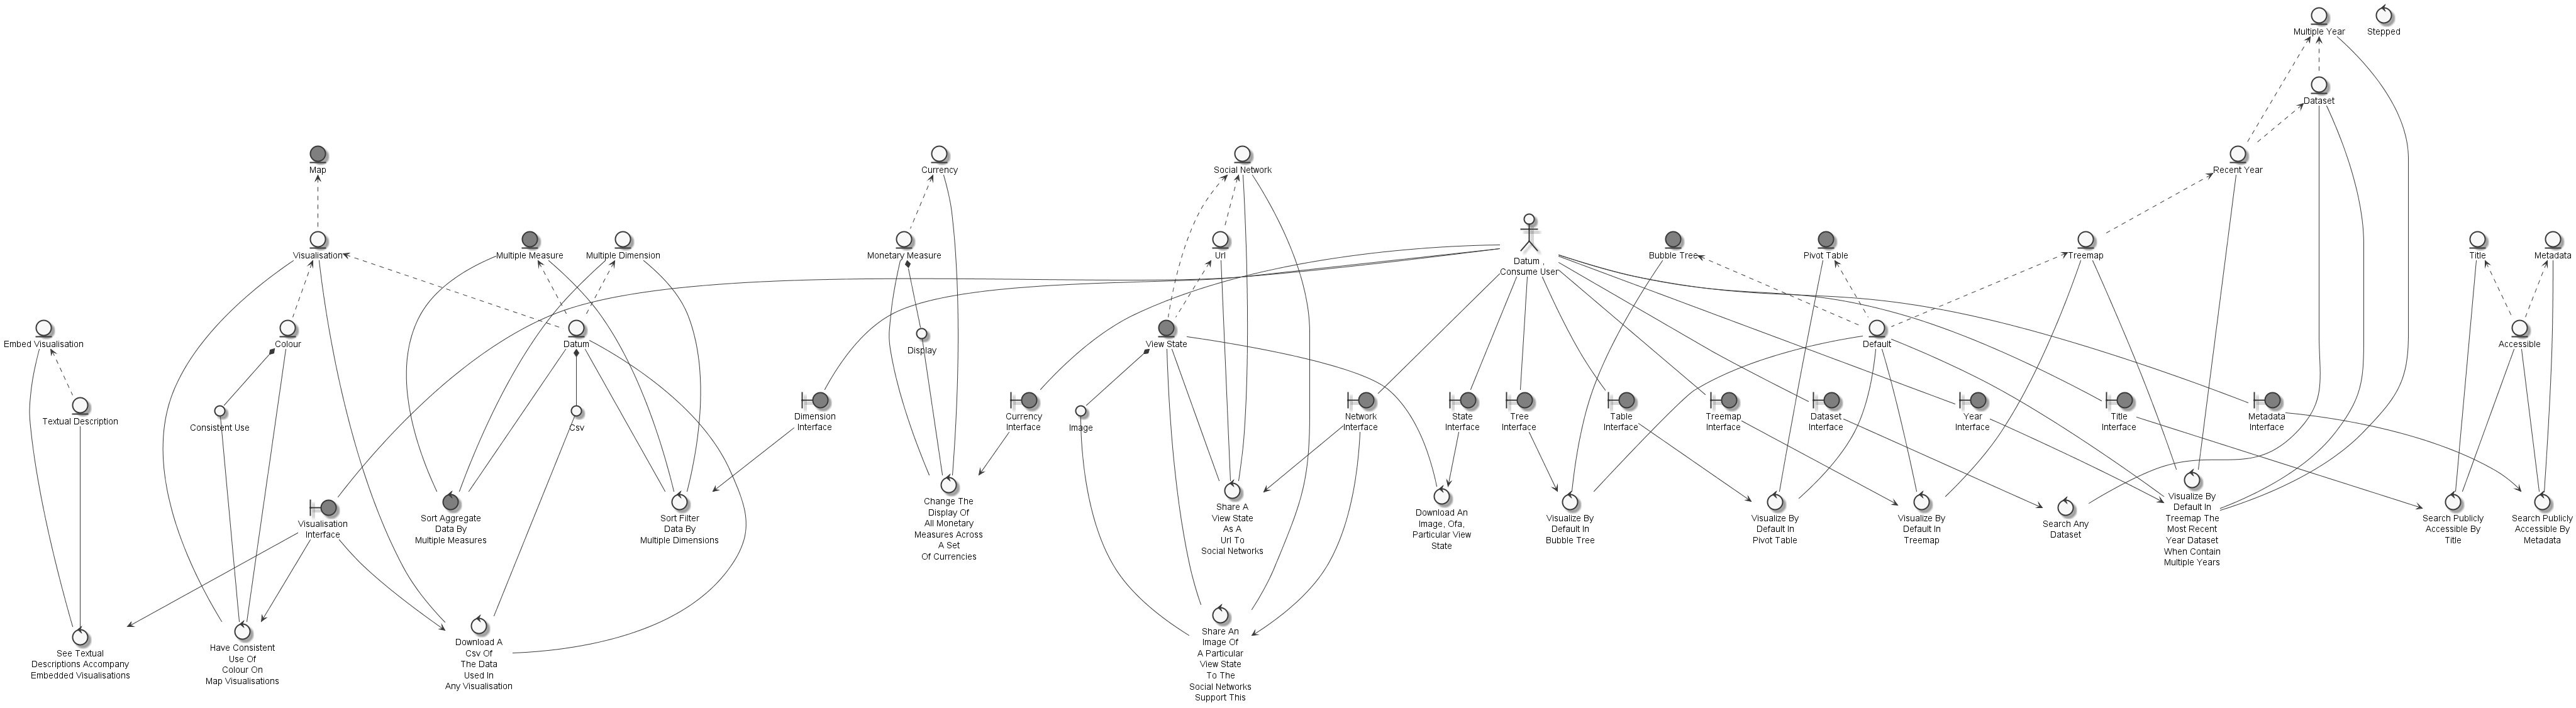 Multiple Year
Stepped
Dataset
Map
Currency
Social Network
Recent Year
Visualisation
Multiple Measure
Multiple Dimension
Monetary Measure
Url
Datum
Consume User
Bubble Tree
Pivot Table
Treemap
Title
Metadata
Embed Visualisation
Colour
Datum
Display
View State
Default
Accessible
Textual Description
Consistent Use
Csv
Dimension
Interface
Currency
Interface
Image
Network
Interface
State
Interface
Tree
Interface
Table
Interface
Treemap
Interface
Dataset
Interface
Year
Interface
Title
Interface
Metadata
Interface
Visualisation
Interface
Sort Aggregate
Data By
Multiple Measures
Sort Filter
Data By
Multiple Dimensions
Change The
Display Of
All Monetary
Measures Across
A Set
Of Currencies
Share A
View State
As A
Url To
Social Networks
Download An
Image, Ofa,
Particular View
State
Visualize By
Default In
Bubble Tree
Visualize By
Default In
Pivot Table
Visualize By
Default In
Treemap
Search Any
Dataset
Visualize By
Default In
Treemap The
Most Recent
Year Dataset
When Contain
Multiple Years
Search Publicly
Accessible By
Title
Search Publicly
Accessible By
Metadata
See Textual
Descriptions Accompany
Embedded Visualisations
Have Consistent
Use Of
Colour On
Map Visualisations
Download A
Csv Of
The Data
Used In
Any Visualisation
Share An
Image Of
A Particular
View State
To The
Social Networks
Support This